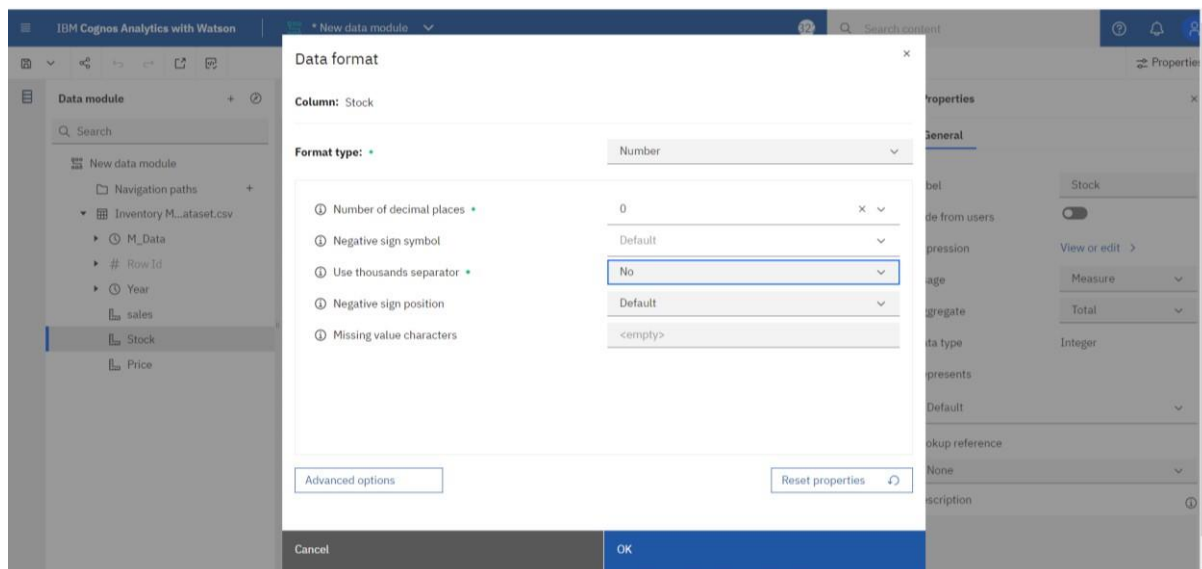 IBM Cognos Analytics with Watson
* New data module
Search content
Data format
Properties
Column: Stock
Data module
Search
Format type:
Number
New data module
Navigation paths
Inventory M...ataset.csv
M_Data
# Row Id
Year
sales
Stock
Price
Number of decimal places
0
Negative sign symbol
Default
Use thousands separator
No
Negative sign position
Default
Missing value characters
<empty>
Advanced options
Reset properties
Cancel
OK
Properties
General
bel
Stock
de from users
pression
View or edit
age
Measure
gregate
Total
ata type
Integer
presents
Default
okup reference
None
scription